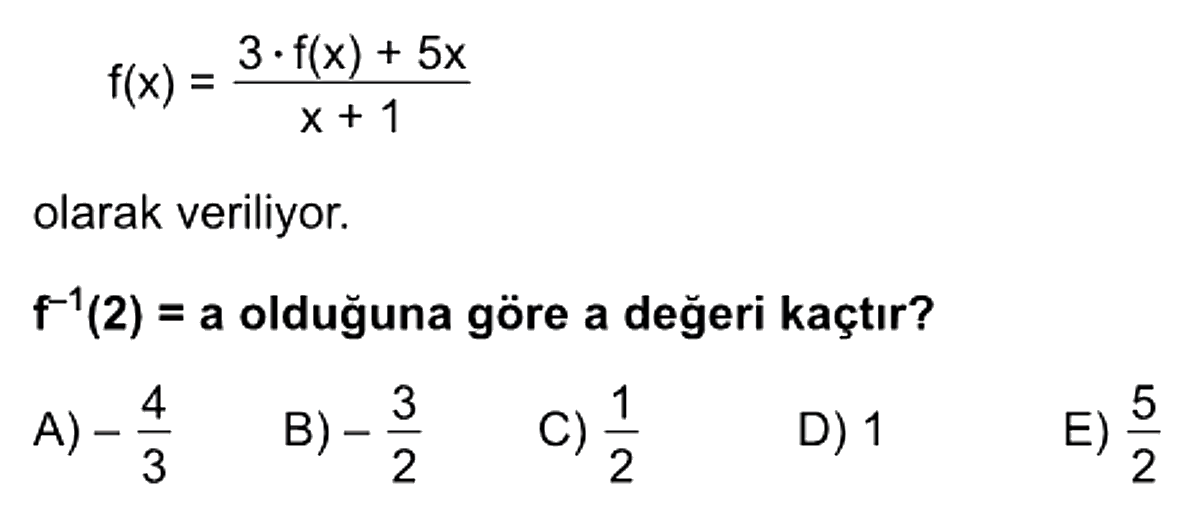 f(x) = (3 · f(x) + 5x) / (x + 1)
olarak veriliyor.
f⁻¹(2) = a olduğuna göre a değeri kaçtır?
A) – 4/3 B) – 3/2 C) 1/2 D) 1 E) 5/2